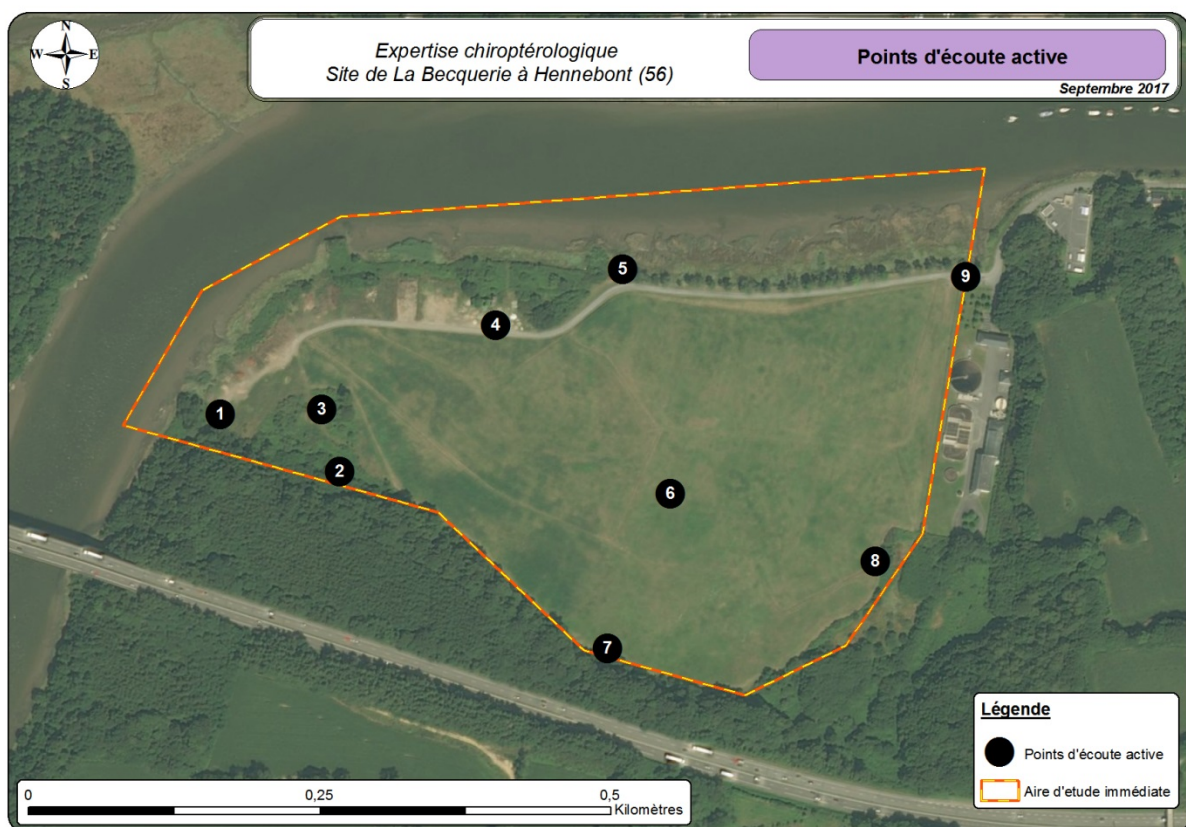 N
W E
S
Expertise chiroptérologique
Site de La Becquerie à Hennebont (56)
Points d'écoute active
Septembre 2017
5
9
4
3
1
2
6
8
7
Légende
Points d'écoute active
Aire d'etude immédiate
0 0,25 0,5
Kilomètres